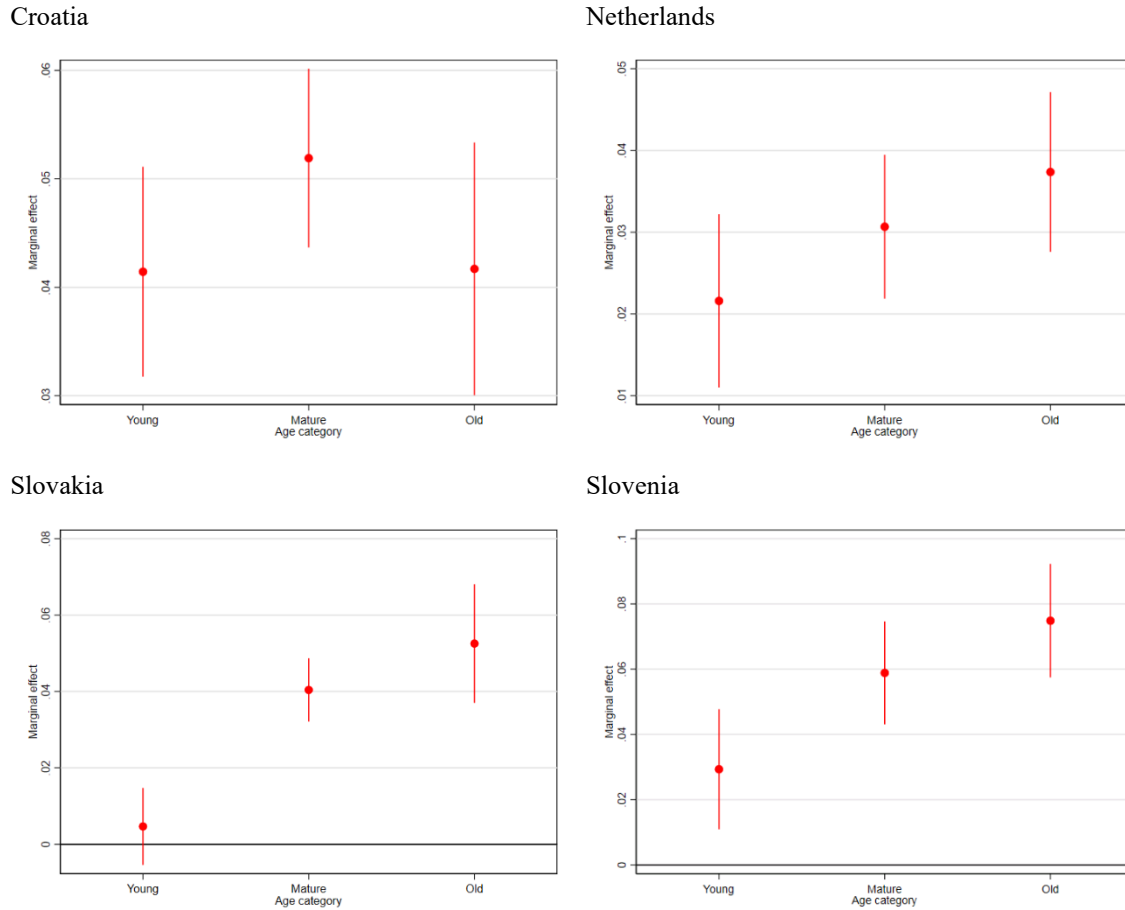 Croatia
Marginal effect
.06
.05
.04
.03
Young
Mature
Old
Age category
Netherlands
Marginal effect
.05
.04
.03
.02
.01
Young
Mature
Old
Age category
Slovakia
Marginal effect
.08
.06
.04
.02
0
Young
Mature
Old
Age category
Slovenia
Marginal effect
.1
.08
.06
.04
.02
0
Young
Mature
Old
Age category